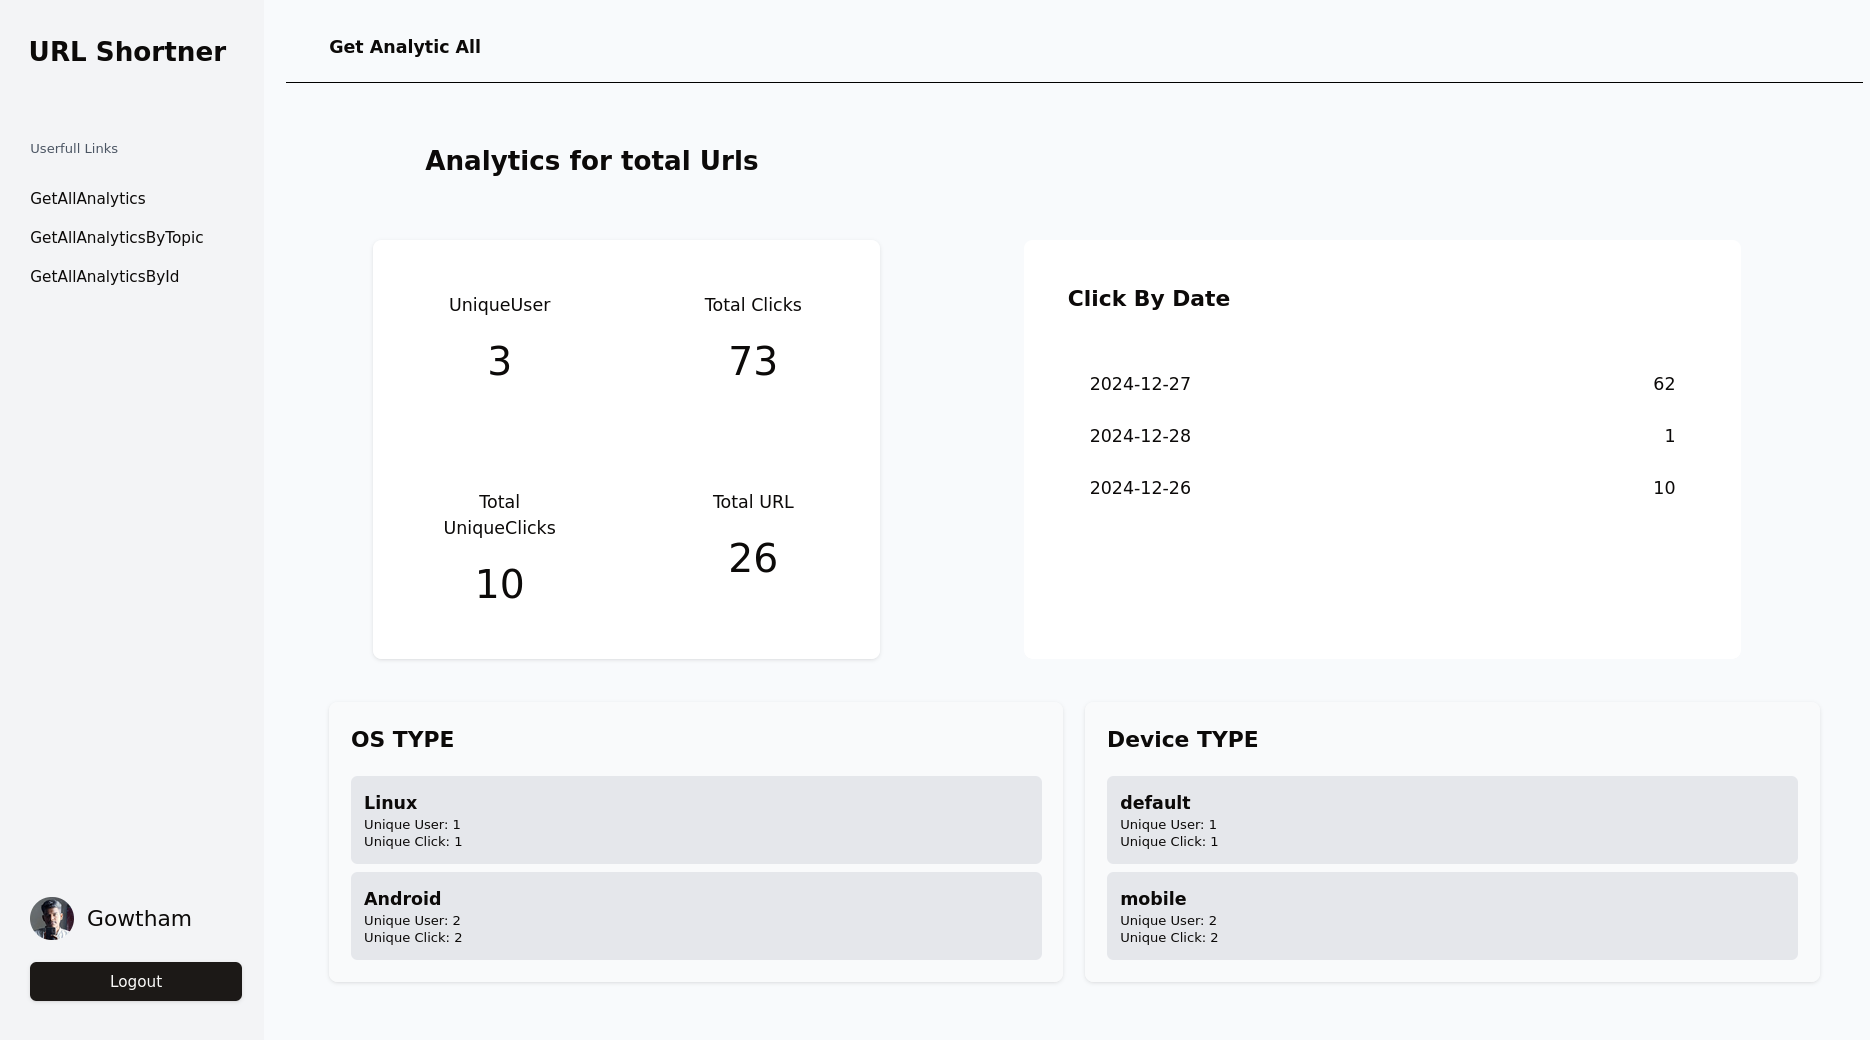 URL Shortner
Userfull Links
GetAllAnalytics
GetAllAnalyticsByTopic
GetAllAnalyticsById
Gowtham
Logout
Get Analytic All
Analytics for total Urls
UniqueUser
3
Total Clicks
73
Total
UniqueClicks
10
Total URL
26
Click By Date
2024-12-27 62
2024-12-28 1
2024-12-26 10
OS TYPE
Linux
Unique User: 1
Unique Click: 1
Android
Unique User: 2
Unique Click: 2
Device TYPE
default
Unique User: 1
Unique Click: 1
mobile
Unique User: 2
Unique Click: 2